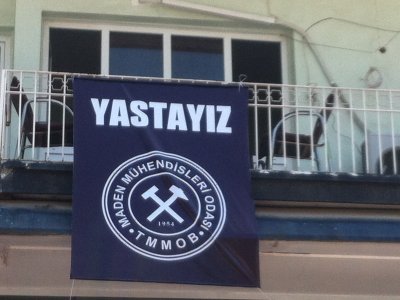 YASTAYIZ
MADEN MÜHENDİSLERİ ODASI
1954
TMMOB